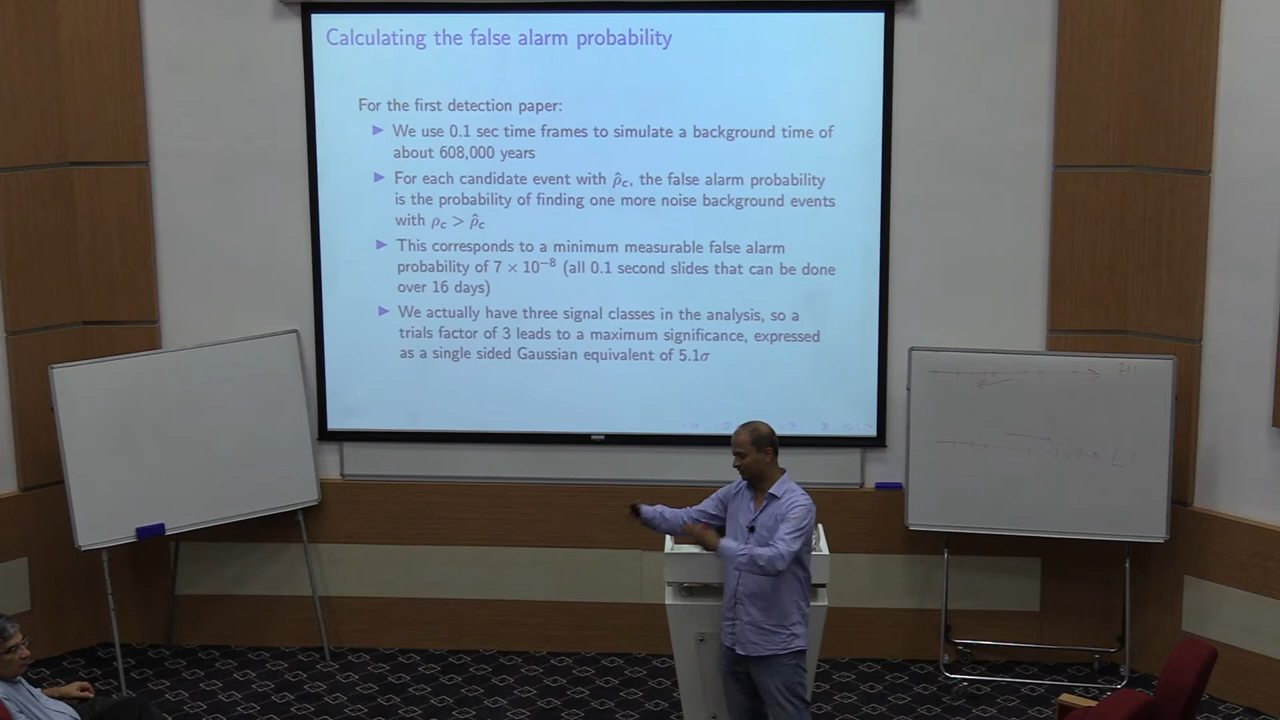 Calculating the false alarm probability
For the first detection paper:
▶ We use 0.1 sec time frames to simulate a background time of
about 608,000 years
▶ For each candidate event with ρ̂c, the false alarm probability
is the probability of finding one more noise background events
with ρc > ρ̂c
▶ This corresponds to a minimum measurable false alarm
probability of 7 × 10⁻⁸ (all 0.1 second slides that can be done
over 16 days)
▶ We actually have three signal classes in the analysis, so a
trials factor of 3 leads to a maximum significance, expressed
as a single sided Gaussian equivalent of 5.1σ
H1
L1